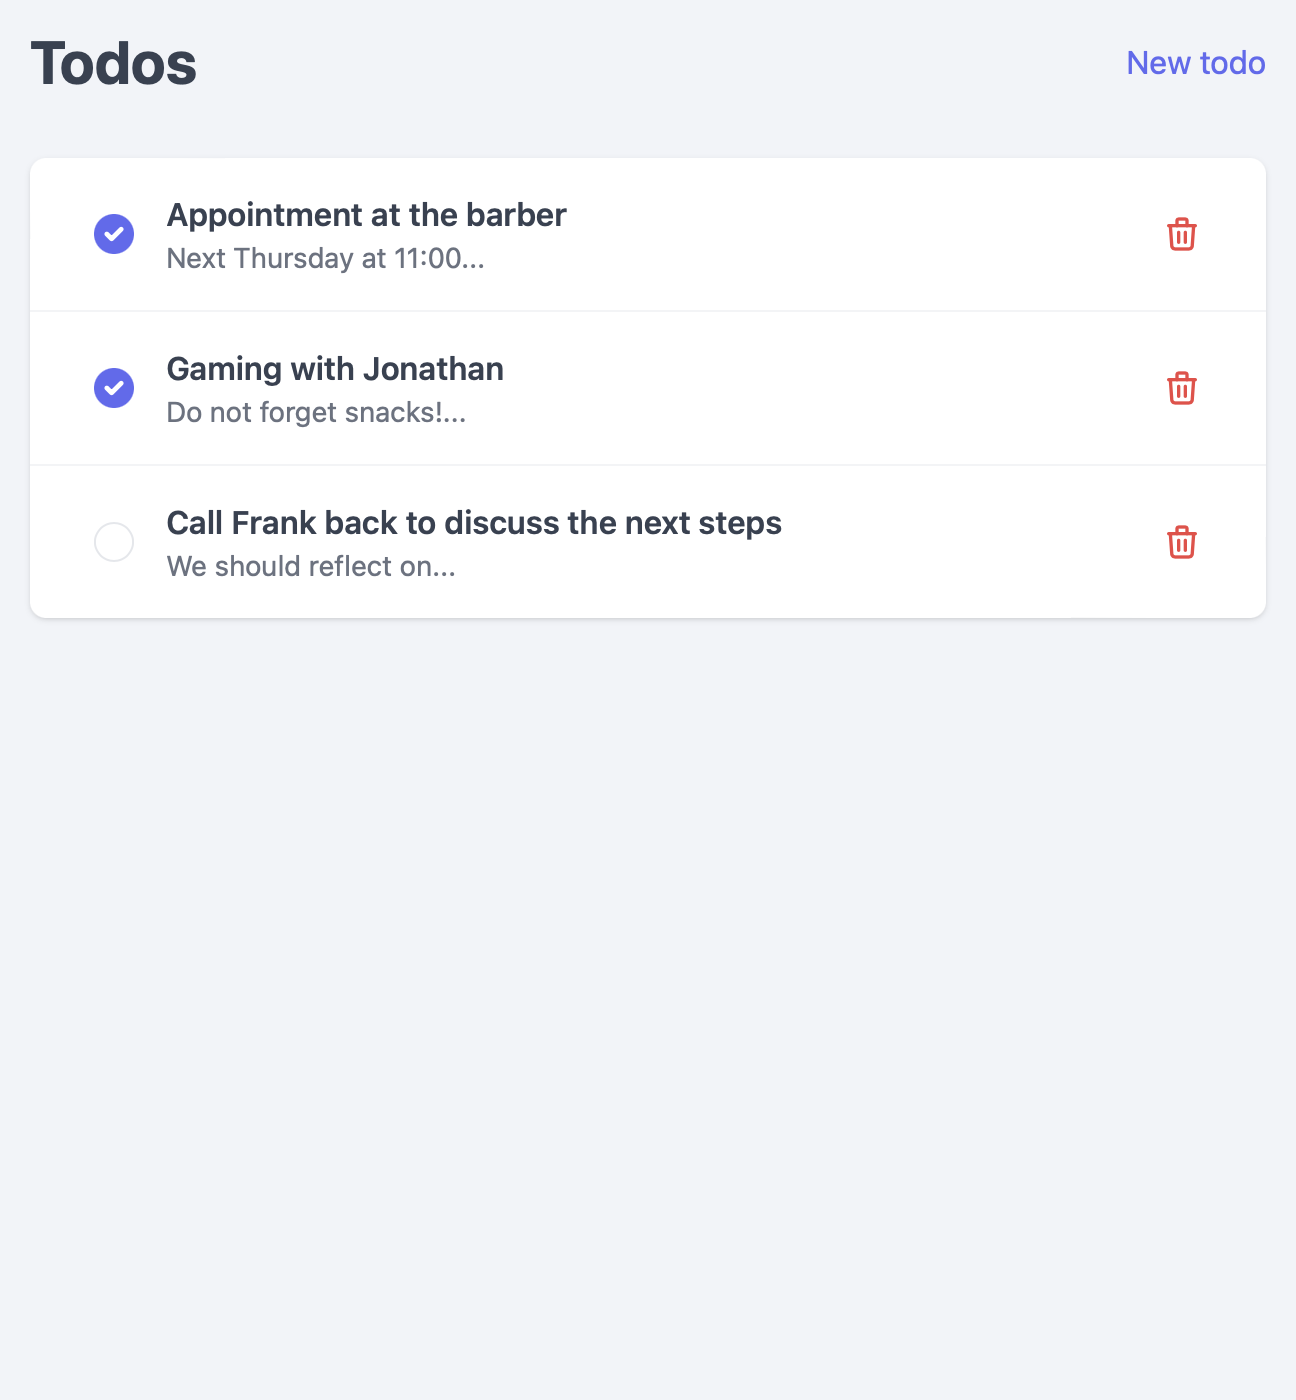 Todos
New todo
Appointment at the barber
Next Thursday at 11:00...
Gaming with Jonathan
Do not forget snacks!...
Call Frank back to discuss the next steps
We should reflect on...